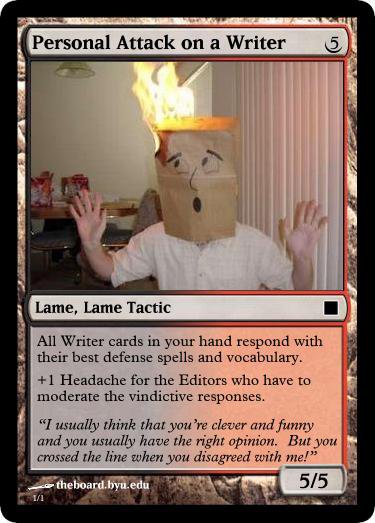 Personal Attack on a Writer 5
Lame, Lame Tactic
All Writer cards in your hand respond with
their best defense spells and vocabulary.
+1 Headache for the Editors who have to
moderate the vindictive responses.
“I usually think that you're clever and funny
and you usually have the right opinion. But you
crossed the line when you disagreed with me!”
5/5
theboard.byu.edu
1/1